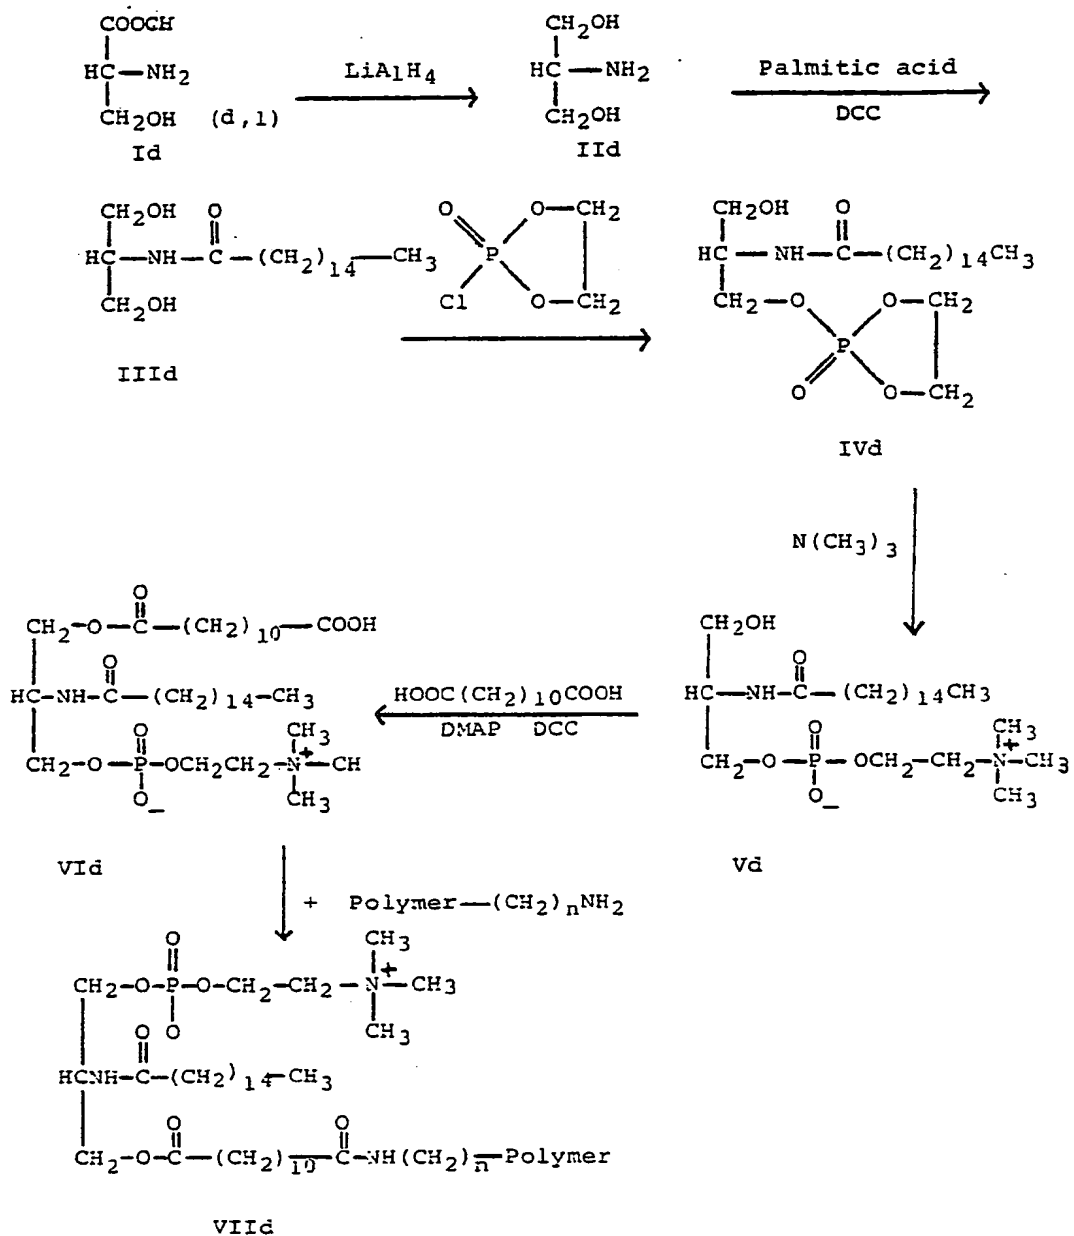 COOCH
HC—NH2
CH2OH (d,l)
Id
LiAlH4
CH2OH
HC—NH2
CH2OH
IId
Palmitic acid
DCC
CH2OH O
HC—NH—C—(CH2)14—CH3
CH2OH
IIId
O O—CH2
P
Cl O—CH2
CH2OH O
HC—NH—C—(CH2)14CH3
CH2—O O—CH2
P
O O—CH2
IVd
N(CH3)3
O
CH2—O—C—(CH2)10—COOH
O
HC—NH—C—(CH2)14—CH3
O CH3
CH2—O—P—OCH2CH2—N+—CH
O− CH3
VId
HOOC(CH2)10COOH
DMAP DCC
CH2OH O
HC—NH—C—(CH2)14CH3
O CH3
CH2—O—P—OCH2—CH2—N+—CH3
O− CH3
Vd
+ Polymer—(CH2)nNH2
O CH3
CH2—O—P—O—CH2—CH2—N+—CH3
O CH3
O
HCNH—C—(CH2)14—CH3
O O
CH2—O—C—(CH2)10—C—NH(CH2)n—Polymer
VIId